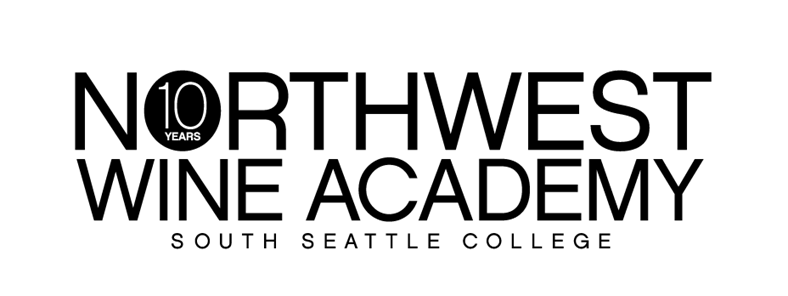 NORTHWEST
10
YEARS
WINE ACADEMY
SOUTH SEATTLE COLLEGE